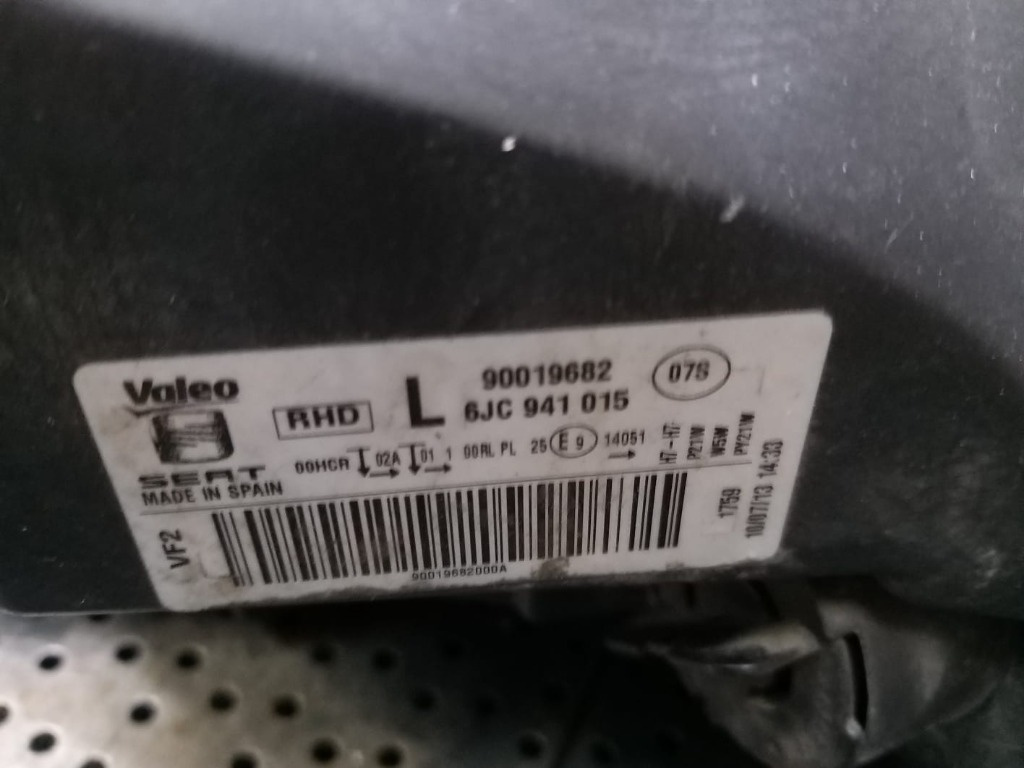 Valeo
SEAT
MADE IN SPAIN
RHD
L
90019682
6JC 941 015
07S
00HCR 02A 01 1 00RL PL 25 E9 14051
H7-H7
P21W
W5W
PY21W
VF2
90019682000A
1759
10/07/13 14:33